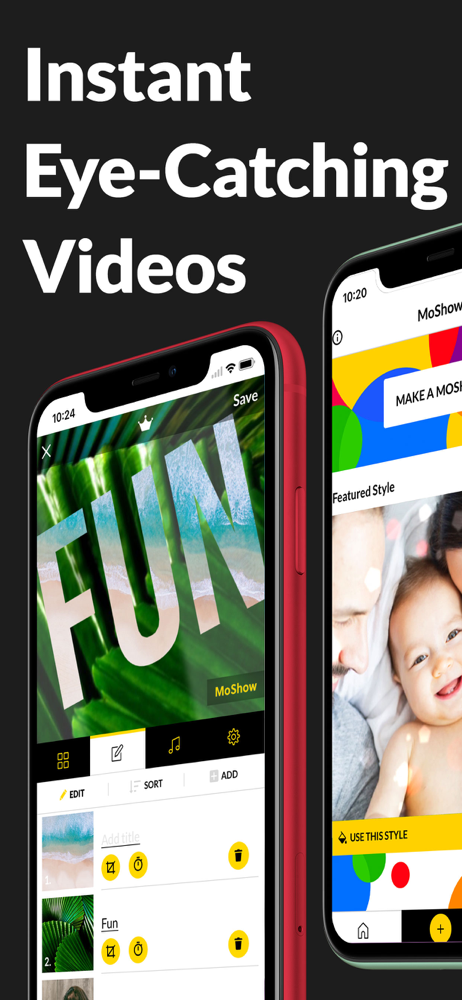 Instant
Eye-Catching
Videos
10:24
Save
FUN
MoShow
EDIT
SORT
ADD
1.
Add title
2.
Fun
10:20
MoShow
MAKE A MOSH
Featured Style
USE THIS STYLE